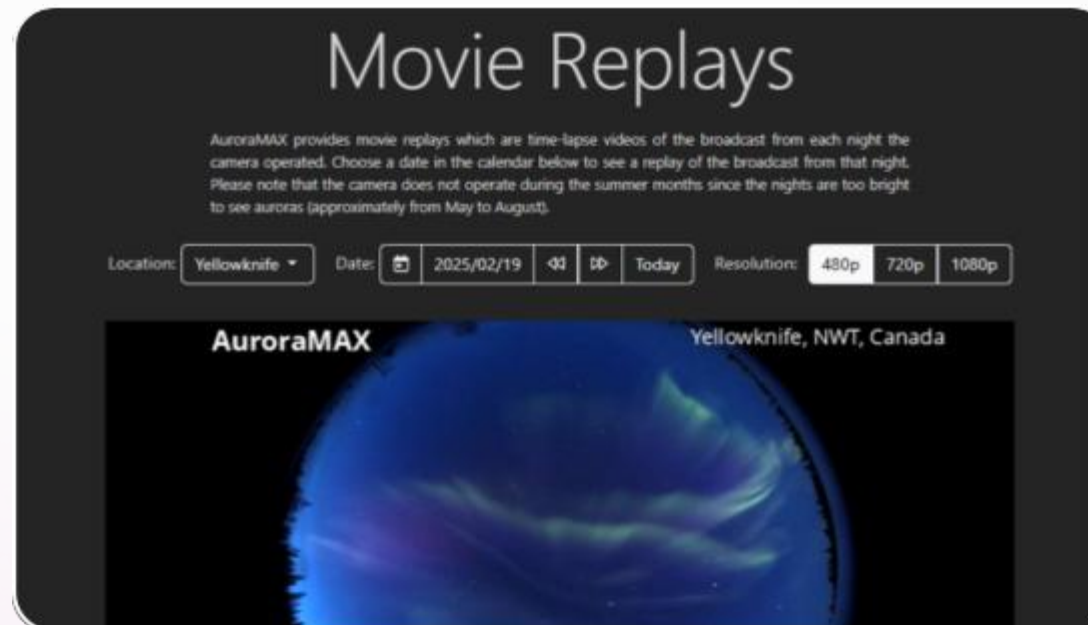 Movie Replays
AuroraMAX provides movie replays which are time-lapse videos of the broadcast from each night the
camera operated. Choose a date in the calendar below to see a replay of the broadcast from that night.
Please note that the camera does not operate during the summer months since the nights are too bright
to see auroras (approximately from May to August).
Location: Yellowknife Date: 2025/02/19 Today Resolution: 480p 720p 1080p
AuroraMAX Yellowknife, NWT, Canada